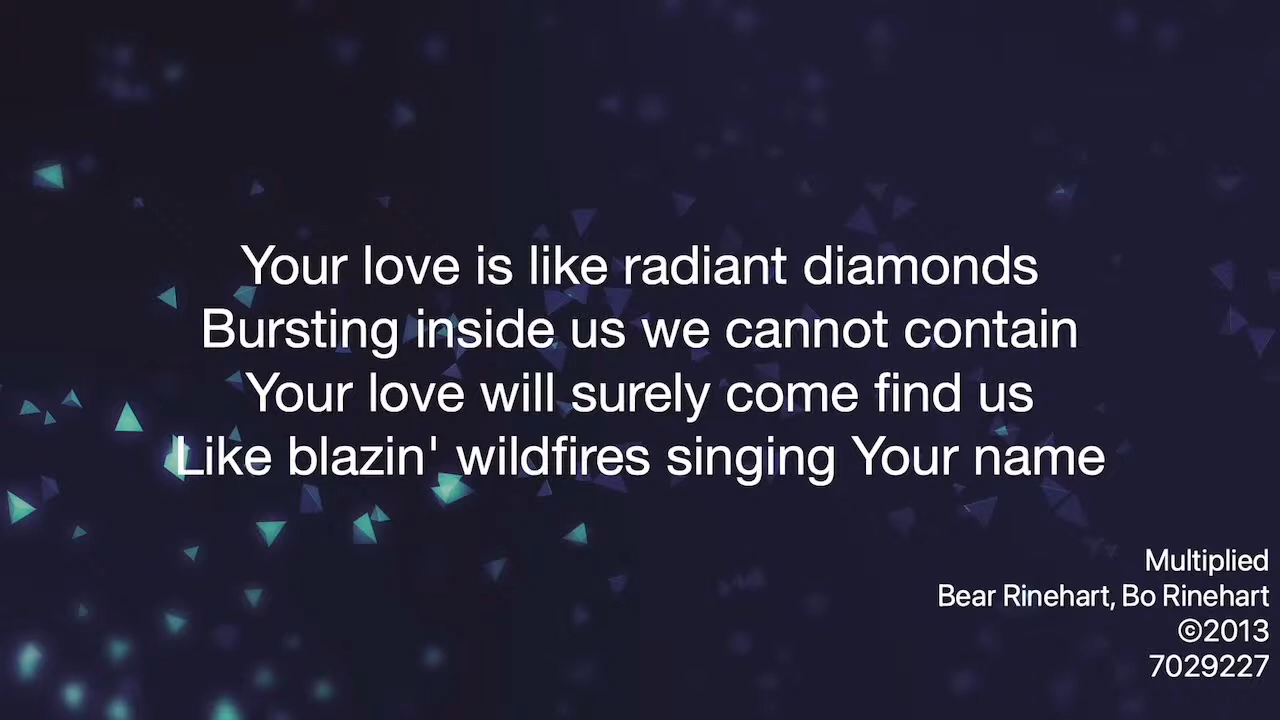 Your love is like radiant diamonds
Bursting inside us we cannot contain
Your love will surely come find us
Like blazin' wildfires singing Your name
Multiplied
Bear Rinehart, Bo Rinehart
©2013
7029227